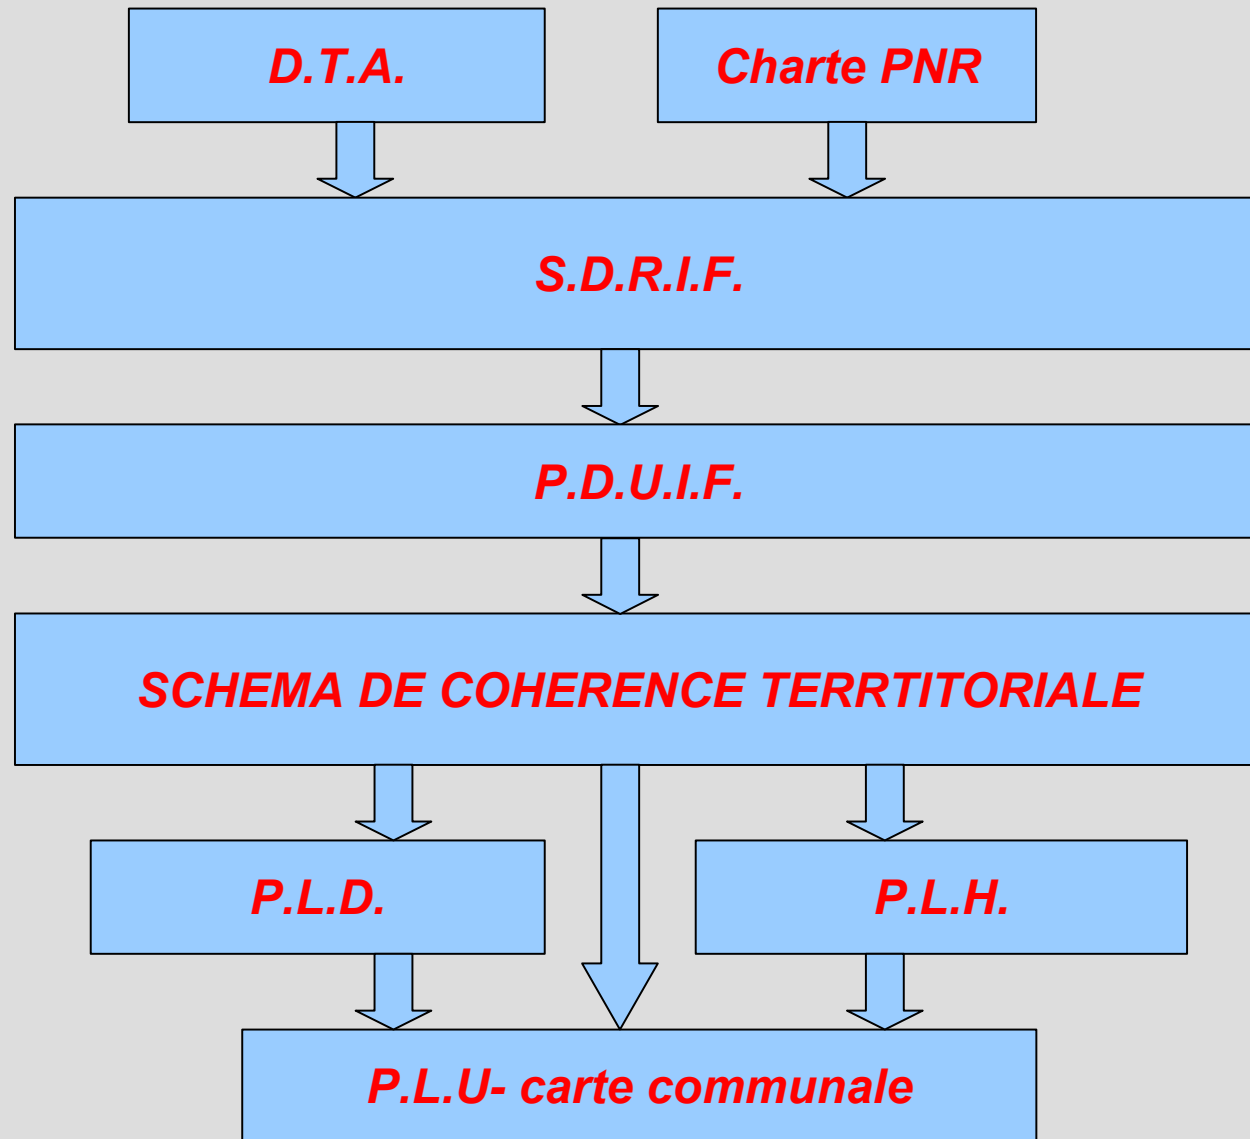 D.T.A.
Charte PNR
S.D.R.I.F.
P.D.U.I.F.
SCHEMA DE COHERENCE TERRTITORIALE
P.L.D.
P.L.H.
P.L.U- carte communale